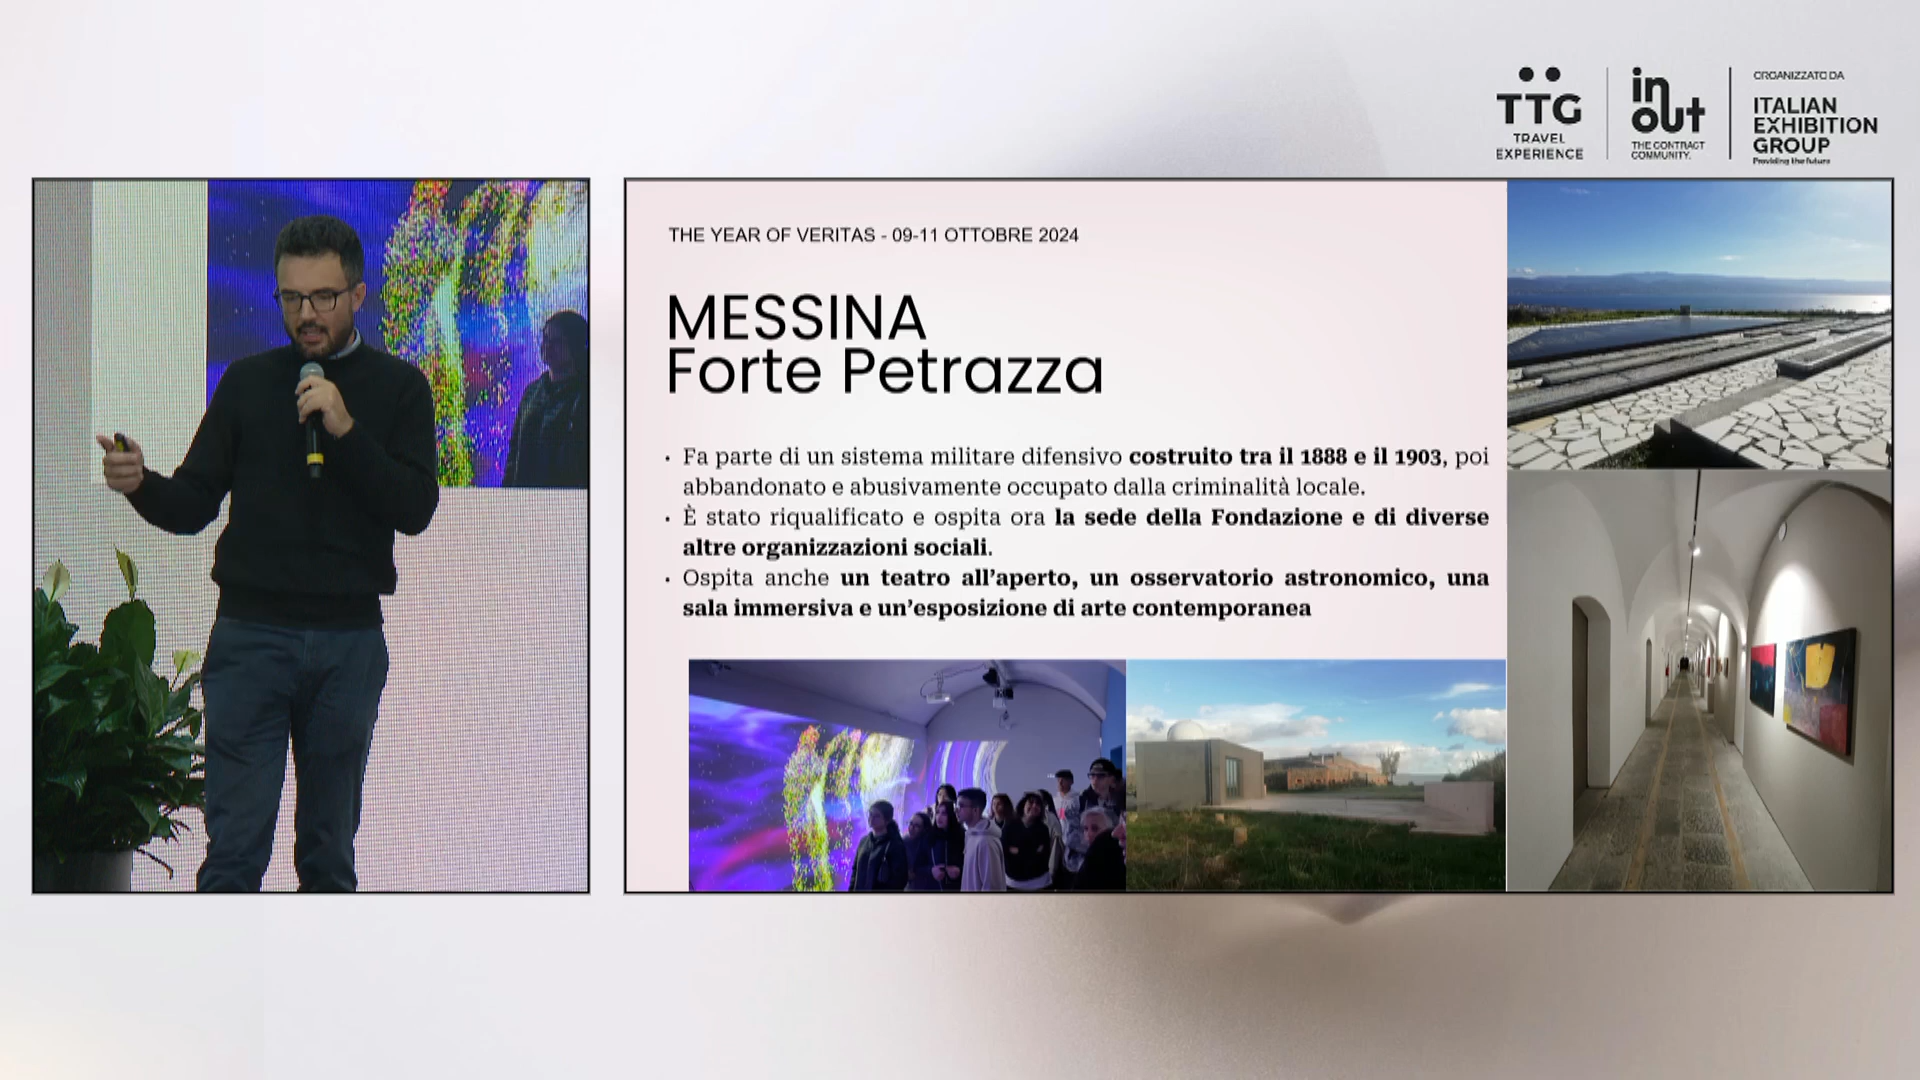 TTG
TRAVEL
EXPERIENCE
in
out
THE CONTRACT
COMMUNITY.
ORGANIZZATO DA
ITALIAN
EXHIBITION
GROUP
Providing the future
THE YEAR OF VERITAS - 09-11 OTTOBRE 2024
MESSINA
Forte Petrazza
• Fa parte di un sistema militare difensivo costruito tra il 1888 e il 1903, poi
abbandonato e abusivamente occupato dalla criminalità locale.
• È stato riqualificato e ospita ora la sede della Fondazione e di diverse
altre organizzazioni sociali.
• Ospita anche un teatro all’aperto, un osservatorio astronomico, una
sala immersiva e un’esposizione di arte contemporanea